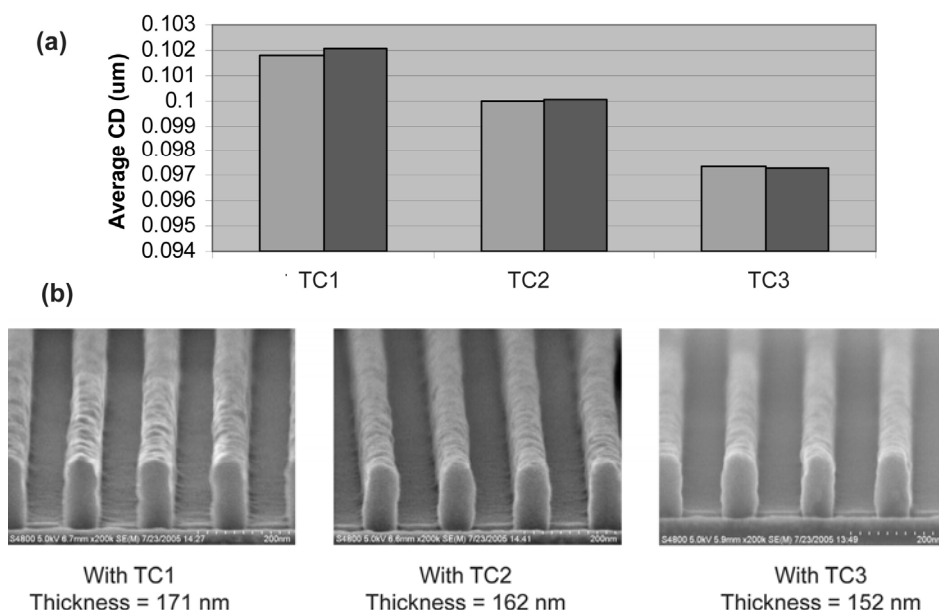 (a)
Average CD (um)
0.103
0.102
0.101
0.1
0.099
0.098
0.097
0.096
0.095
0.094
TC1 TC2 TC3
(b)
S4800 5.0kV 6.7mm x200k SE(M) 7/23/2005 14:27 200nm
S4800 5.0kV 6.6mm x200k SE(M) 7/23/2005 14:41 200nm
S4800 5.0kV 5.9mm x200k SE(M) 7/23/2005 13:49 200nm
With TC1
Thickness = 171 nm
With TC2
Thickness = 162 nm
With TC3
Thickness = 152 nm